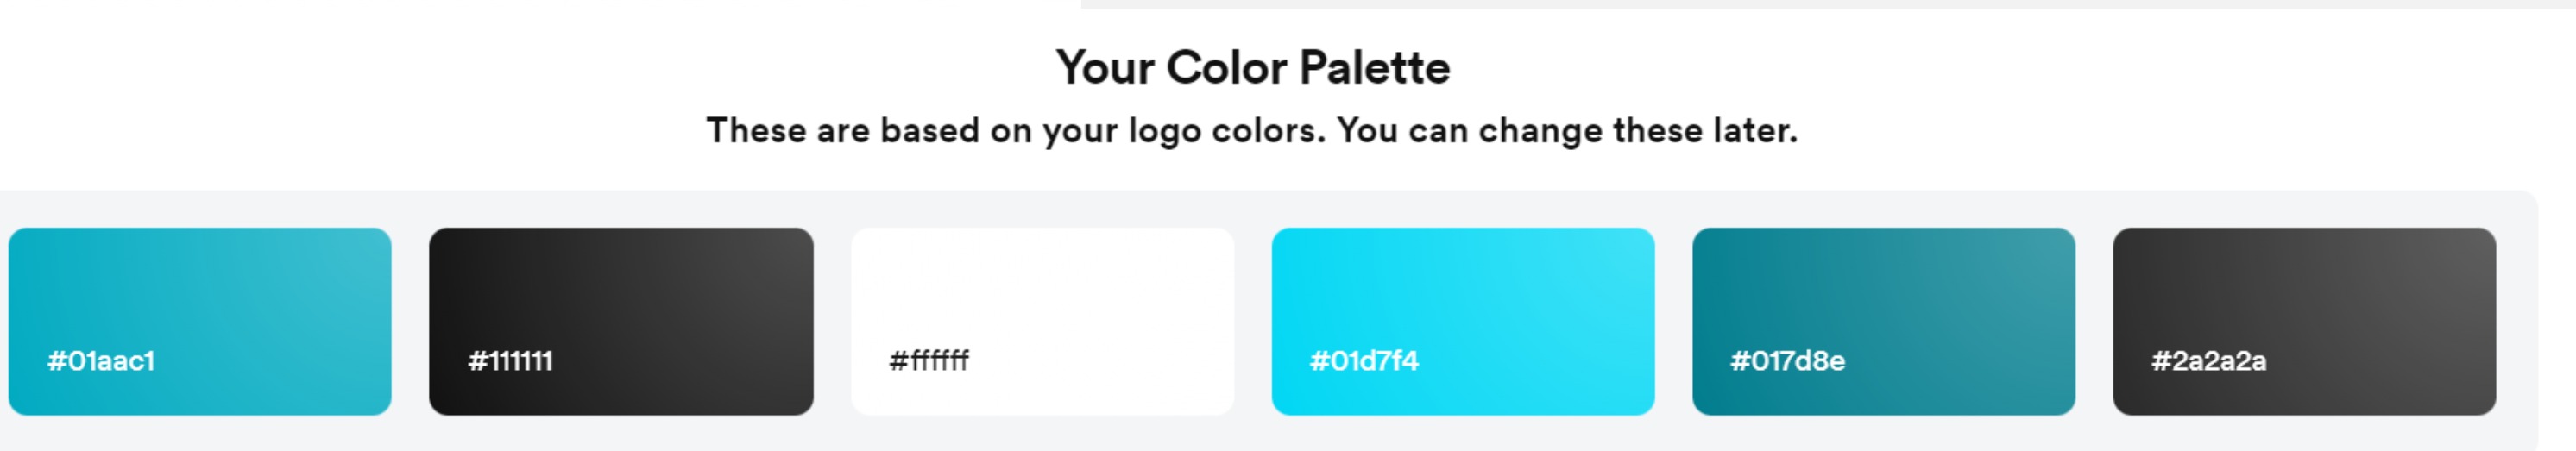 Your Color Palette
These are based on your logo colors. You can change these later.
#01aac1
#111111
#ffffff
#01d7f4
#017d8e
#2a2a2a